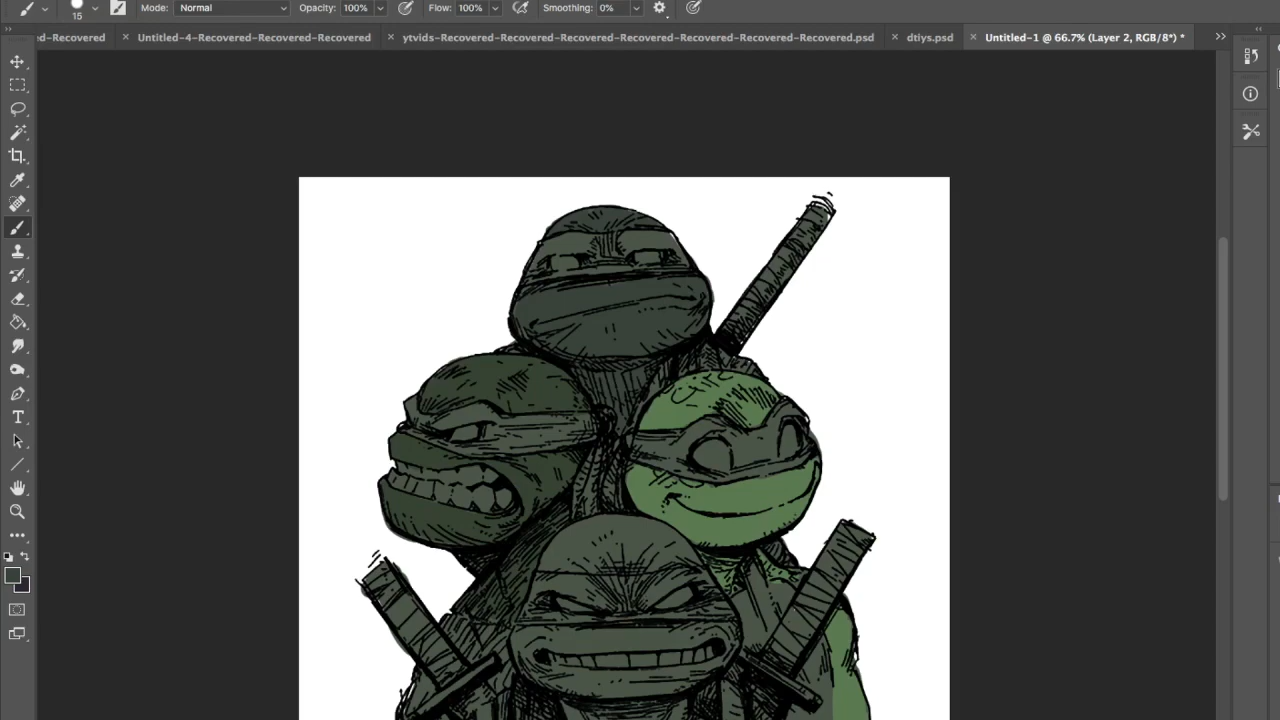 15 Mode: Normal Opacity: 100% Flow: 100% Smoothing: 0%
ed-Recovered × Untitled-4-Recovered-Recovered-Recovered × ytvids-Recovered-Recovered-Recovered-Recovered-Recovered-Recovered-Recovered.psd × dtiys.psd × Untitled-1 @ 66.7% (Layer 2, RGB/8*) *